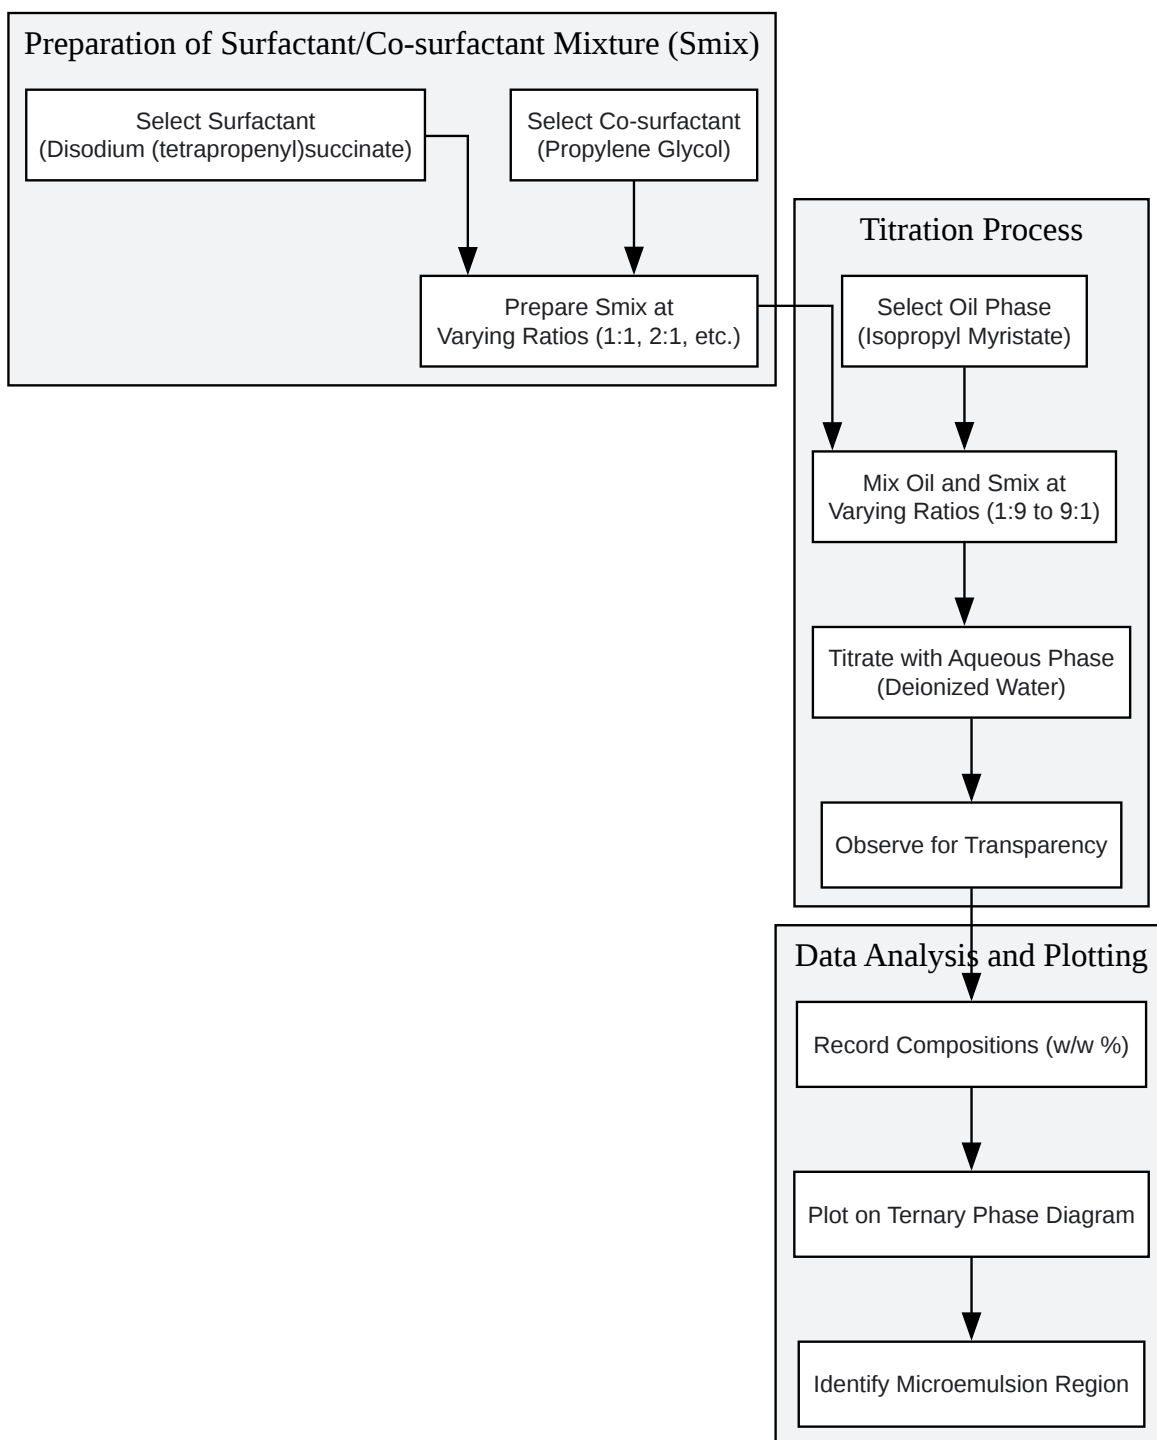 Preparation of Surfactant/Co-surfactant Mixture (Smix)
Select Surfactant
(Disodium (tetrapropenyl)succinate)
Select Co-surfactant
(Propylene Glycol)
Prepare Smix at
Varying Ratios (1:1, 2:1, etc.)
Titration Process
Select Oil Phase
(Isopropyl Myristate)
Mix Oil and Smix at
Varying Ratios (1:9 to 9:1)
Titrate with Aqueous Phase
(Deionized Water)
Observe for Transparency
Data Analysis and Plotting
Record Compositions (w/w %)
Plot on Ternary Phase Diagram
Identify Microemulsion Region